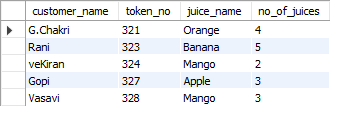 customer_name token_no juice_name no_of_juices
G.Chakri 321 Orange 4
Rani 323 Banana 5
veKiran 324 Mango 2
Gopi 327 Apple 3
Vasavi 328 Mango 3